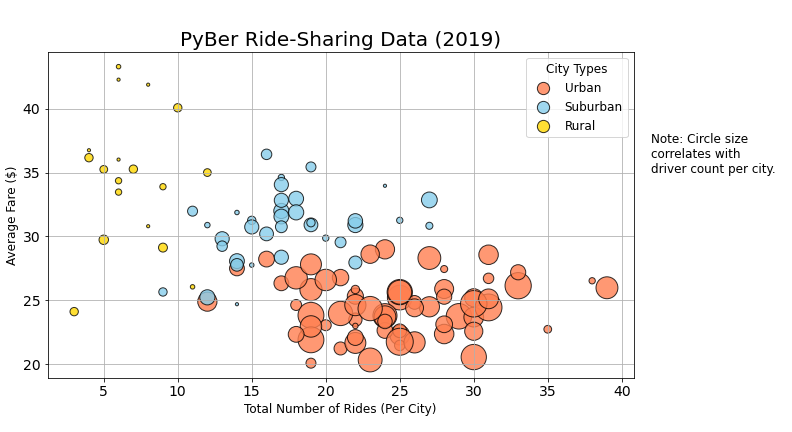 PyBer Ride-Sharing Data (2019)
City Types
Urban
Suburban
Rural
Note: Circle size
correlates with
driver count per city.
Average Fare ($)
40
35
30
25
20
5 10 15 20 25 30 35 40
Total Number of Rides (Per City)